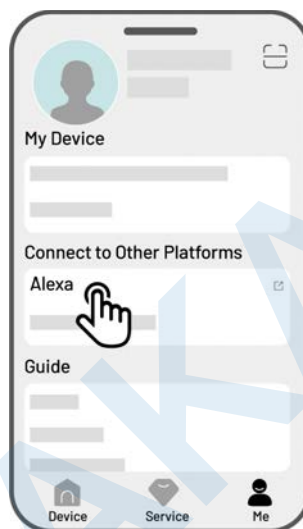 My Device
Connect to Other Platforms
Alexa
Guide
Device Service Me